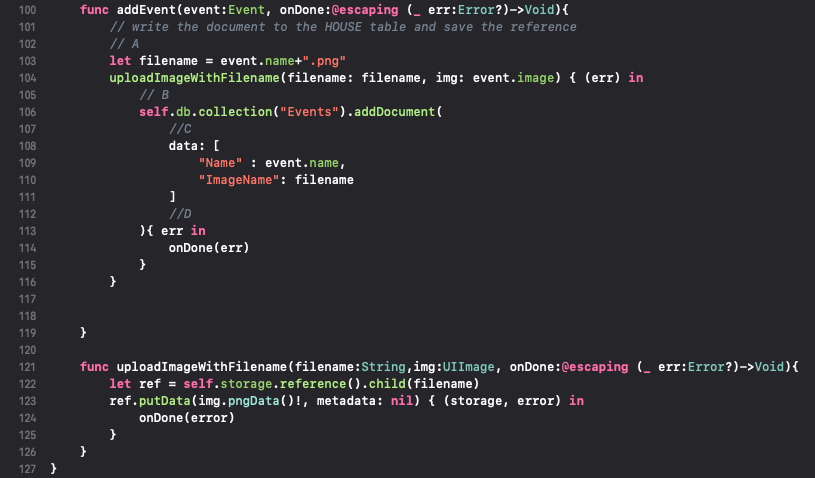 100 func addEvent(event:Event, onDone:@escaping (_ err:Error?)->Void){
101 // write the document to the HOUSE table and save the reference
102 // A
103 let filename = event.name+".png"
104 uploadImageWithFilename(filename: filename, img: event.image) { (err) in
105 // B
106 self.db.collection("Events").addDocument(
107 //C
108 data: [
109 "Name" : event.name,
110 "ImageName": filename
111 ]
112 //D
113 ){ err in
114 onDone(err)
115 }
116 }
117
118
119 }
120
121 func uploadImageWithFilename(filename:String,img:UIImage, onDone:@escaping (_ err:Error?)->Void){
122 let ref = self.storage.reference().child(filename)
123 ref.putData(img.pngData()!, metadata: nil) { (storage, error) in
124 onDone(error)
125 }
126 }
127 }